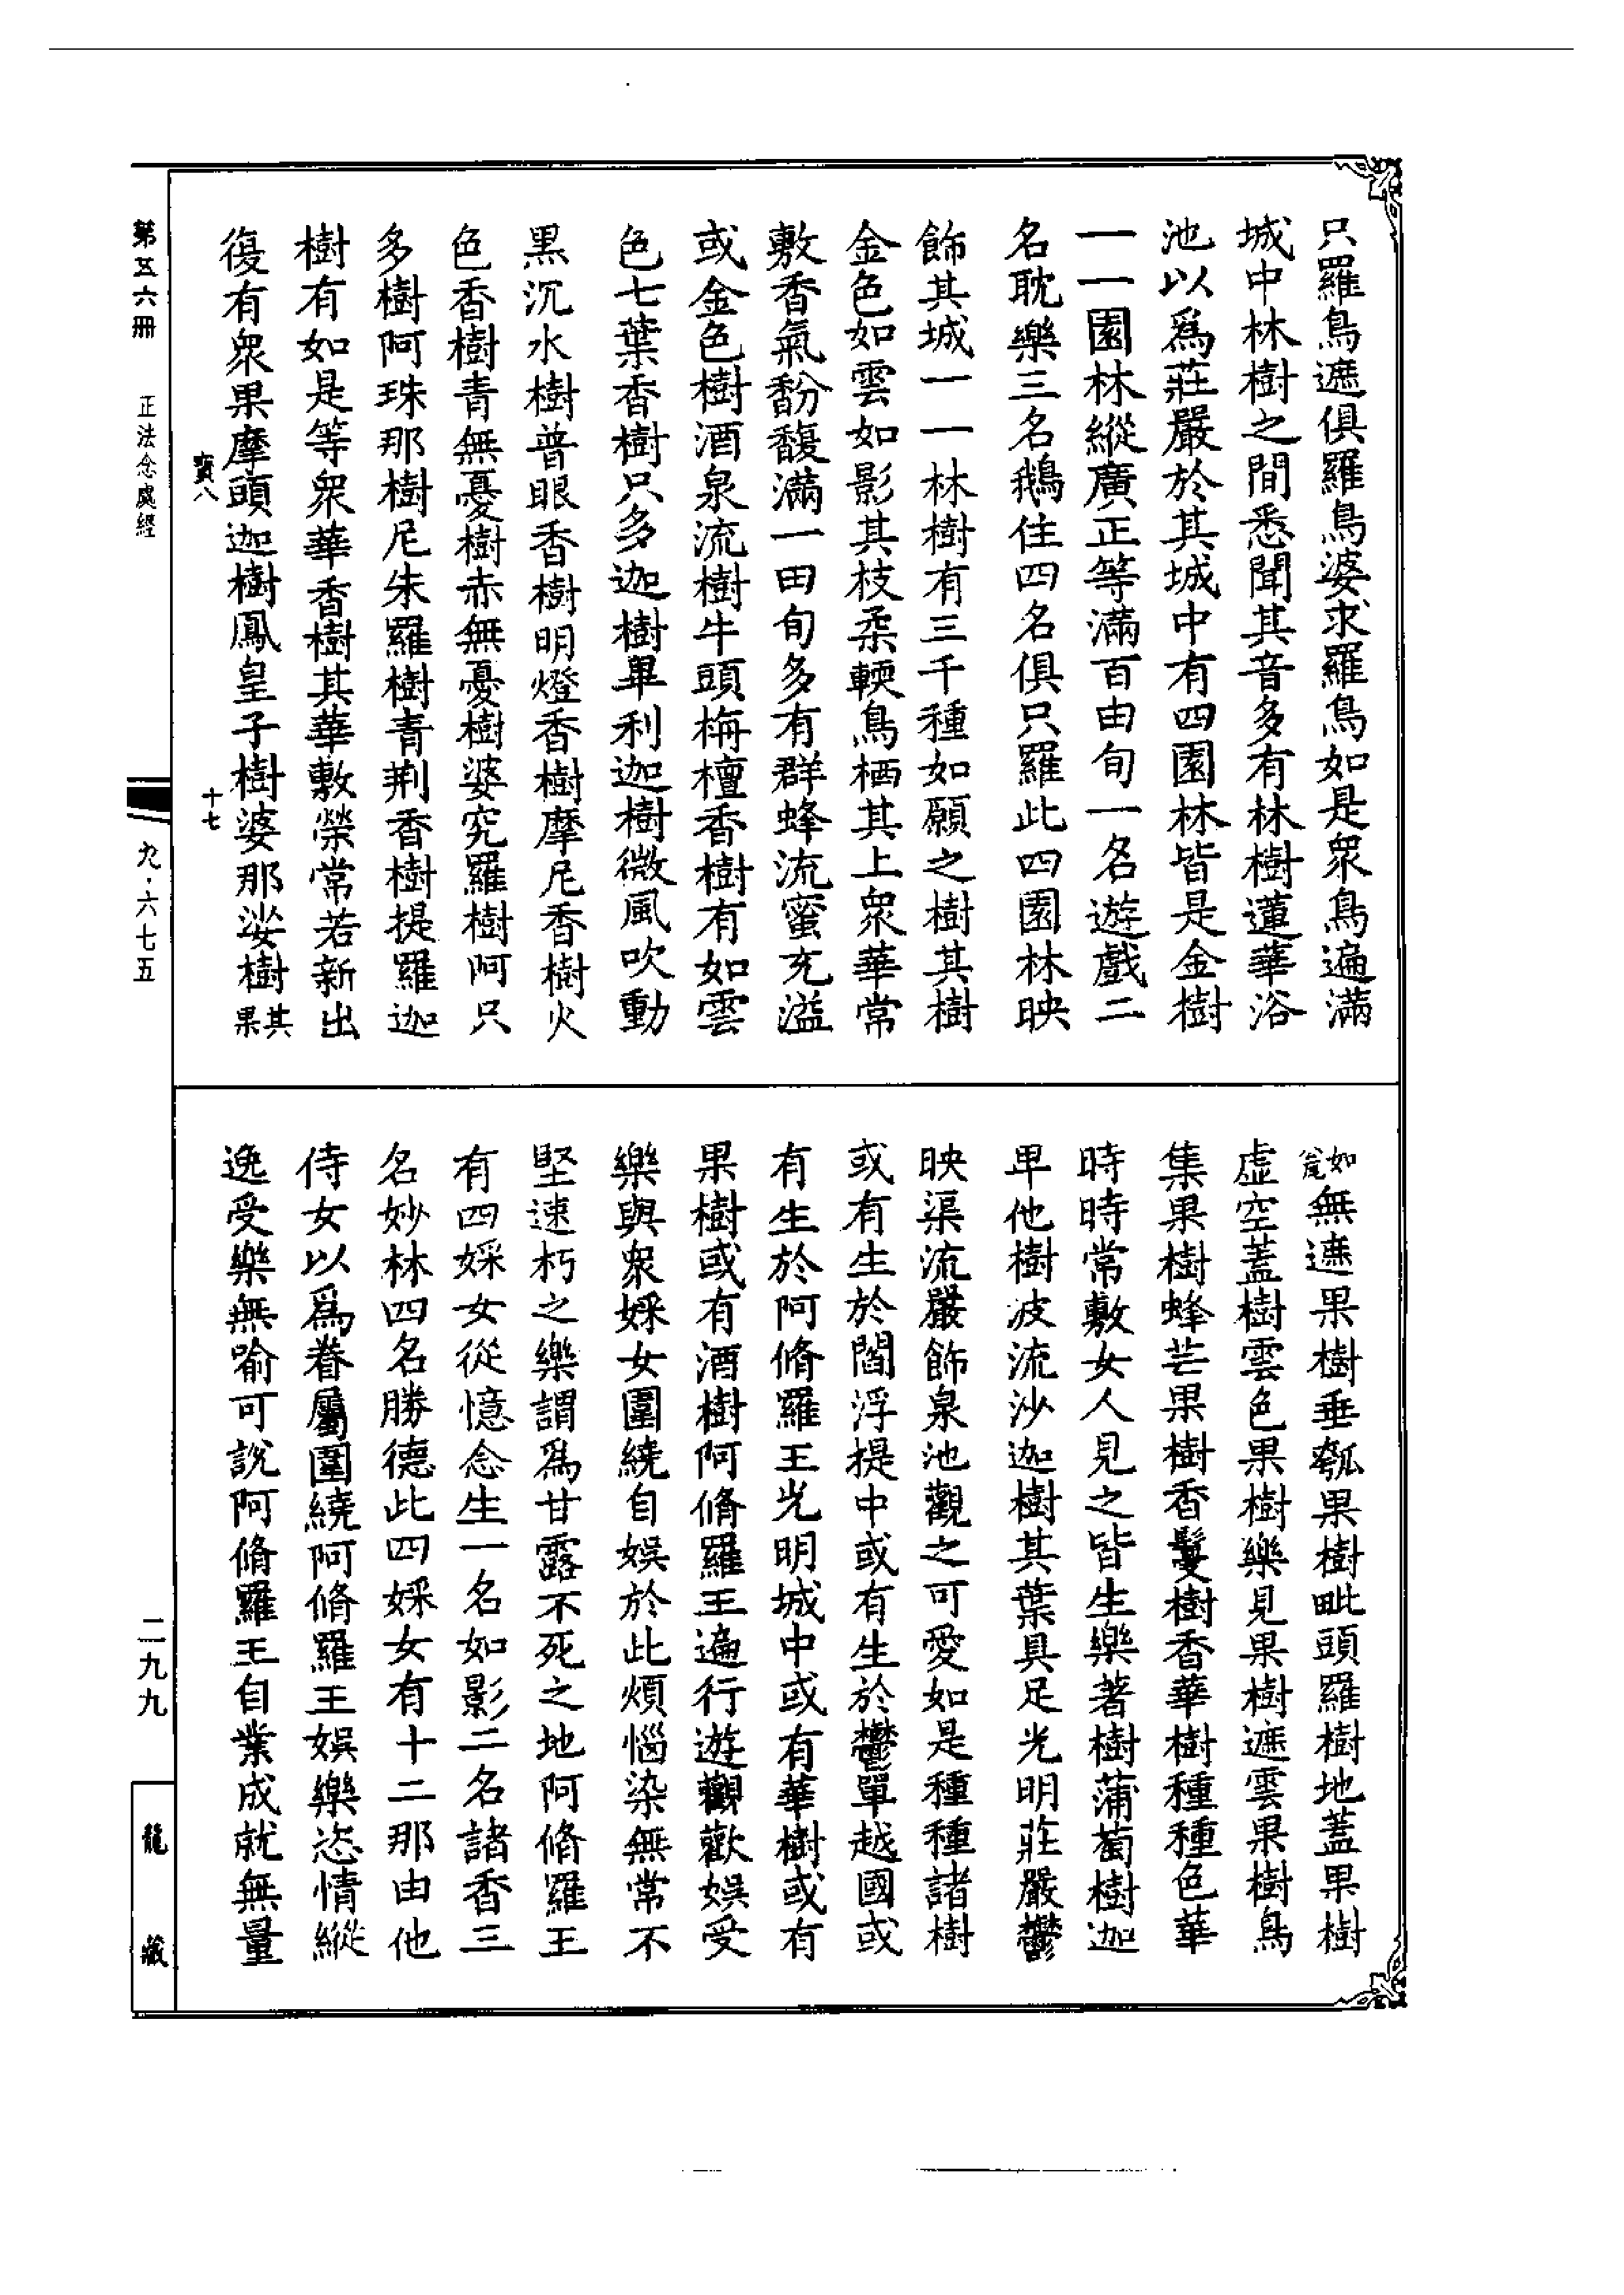 只羅鳥遮俱羅鳥婆求羅鳥如是眾鳥遍滿
城中林樹之間悉聞其音多有林樹蓮華浴
池以爲莊嚴於其城中有四園林皆是金樹
一一園林縱廣正等滿百由旬一名遊戲二
名耽樂三名鵝住四名俱只羅此四園林映
飾其城一一林樹有三千種如願之樹其樹
金色如雲如影其枝柔輭鳥栖其上眾華常
敷香氣馚馥滿一由旬多有群蜂流蜜充溢
或金色樹酒泉流樹牛頭栴檀香樹有如雲
色七葉香樹只多迦樹卑利迦樹微風吹動
黑沉水樹普眼香樹明燈香樹摩尼香樹火
色香樹青無憂樹赤無憂樹婆究羅樹阿只
多樹阿珠那樹尼朱羅樹青荆香樹提羅迦
樹有如是等眾華香樹其華敷榮常若新出
復有眾果摩頭迦樹鳳皇子樹婆那娑樹其果
如瓮無遮果樹垂瓠果樹毗頭羅樹地蓋果樹
虛空蓋樹雲色果樹樂見果樹遮雲果樹鳥
集果樹蜂芒果樹香鬘樹香華樹種種色華
時時常敷女人見之皆生樂著樹蒲萄樹迦
卑他樹波流沙迦樹其葉具足光明莊嚴鬱
映渠流嚴飾泉池觀之可愛如是種種諸樹
或有生於閻浮提中或有生於鬱單越國或
有生於阿脩羅王光明城中或有華樹或有
果樹或有酒樹阿脩羅王遍行遊觀歡娛受
樂與眾婇女圍繞自娛於此煩惱染無常不
堅速朽之樂謂爲甘露不死之地阿脩羅王
有四婇女從憶念生一名如影二名諸香三
名妙林四名勝德此四婇女有十二那由他
侍女以爲眷屬圍繞阿脩羅王娛樂恣情縱
逸受樂無喻可說阿脩羅王自業成就無量
寶八
十七
第五六冊
正法念處經
九·六七五
二九九
龍藏